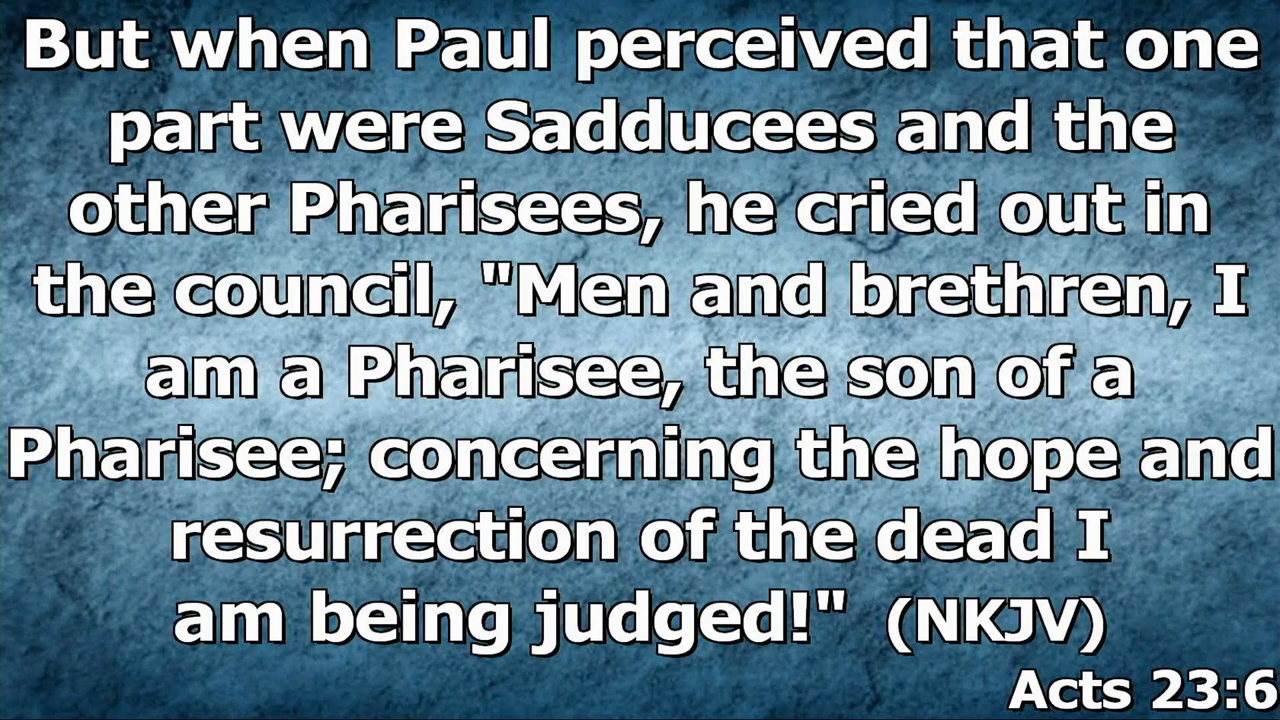 But when Paul perceived that one
part were Sadducees and the
other Pharisees, he cried out in
the council, "Men and brethren, I
am a Pharisee, the son of a
Pharisee; concerning the hope and
resurrection of the dead I
am being judged!" (NKJV)
Acts 23:6